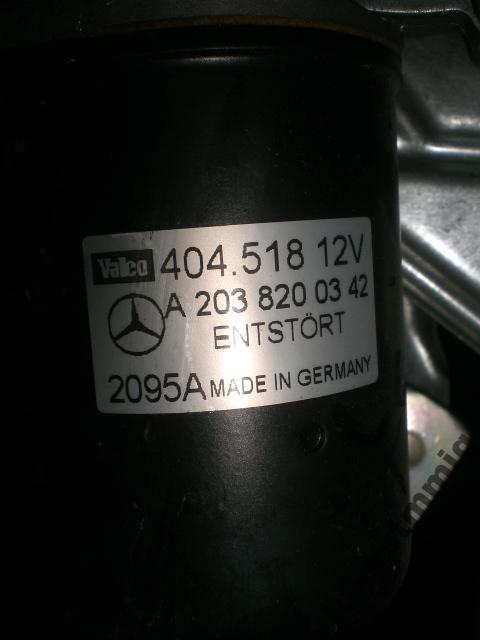 Valeo 404.518 12V
A 203 820 03 42
ENTSTÖRT
2095A MADE IN GERMANY